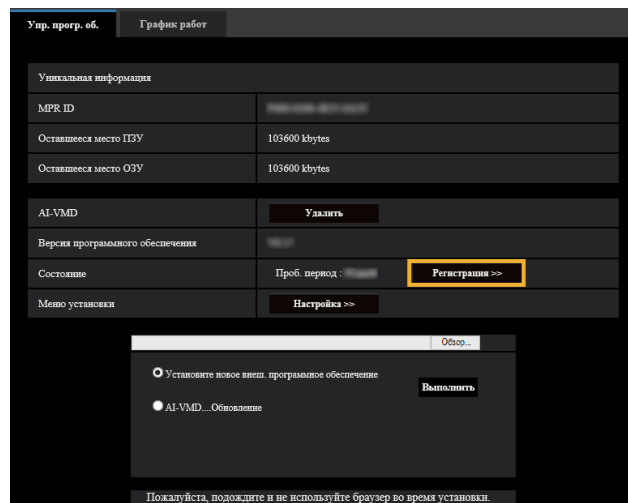 Упр. прогр. об.
График работ
Уникальная информация
MPR ID
Оставшееся место ПЗУ 103600 kbytes
Оставшееся место ОЗУ 103600 kbytes
AI-VMD Удалить
Версия программного обеспечения
Состояние Проб. период : Регистрация >>
Меню установки Настройка >>
Обзор...
Установите новое внеш. программное обеспечение
Выполнить
AI-VMD....Обновление
Пожалуйста, подождите и не используйте браузер во время установки.